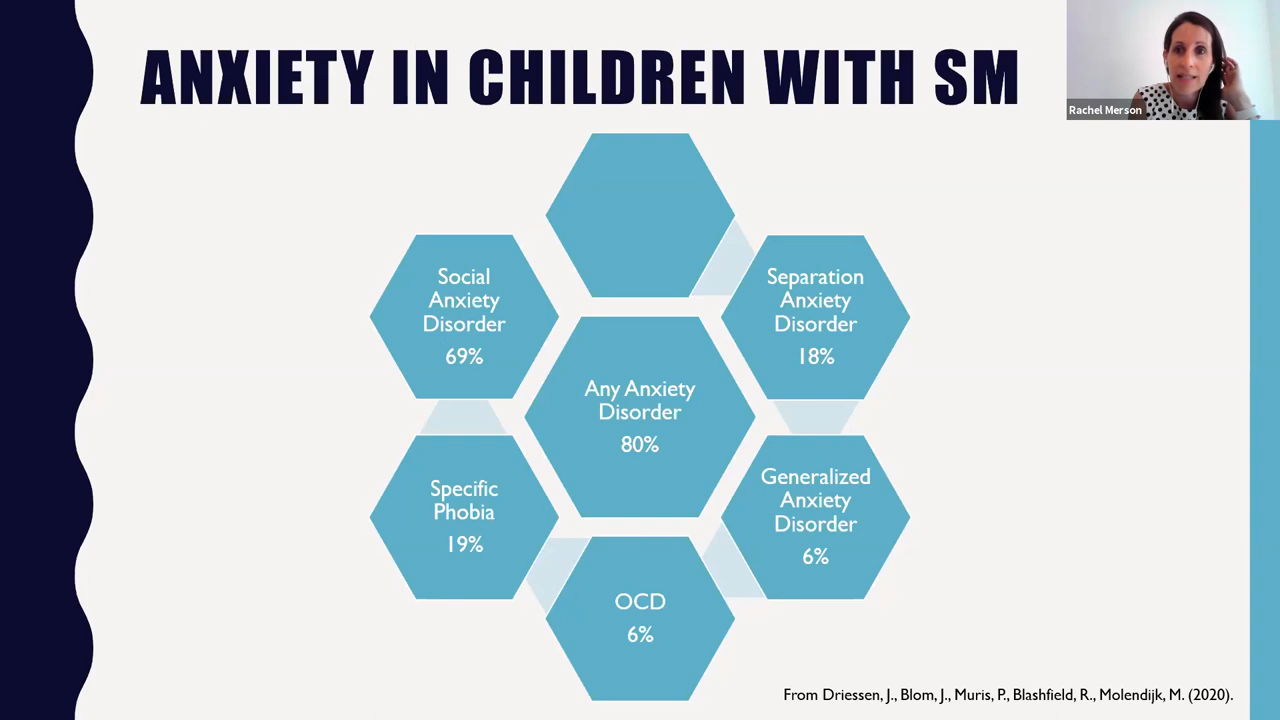 ANXIETY IN CHILDREN WITH SM
Rachel Merson
Social
Anxiety
Disorder
69%
Separation
Anxiety
Disorder
18%
Any Anxiety
Disorder
80%
Specific
Phobia
19%
Generalized
Anxiety
Disorder
6%
OCD
6%
From Driessen, J., Blom, J., Muris, P., Blashfield, R., Molendijk, M. (2020).